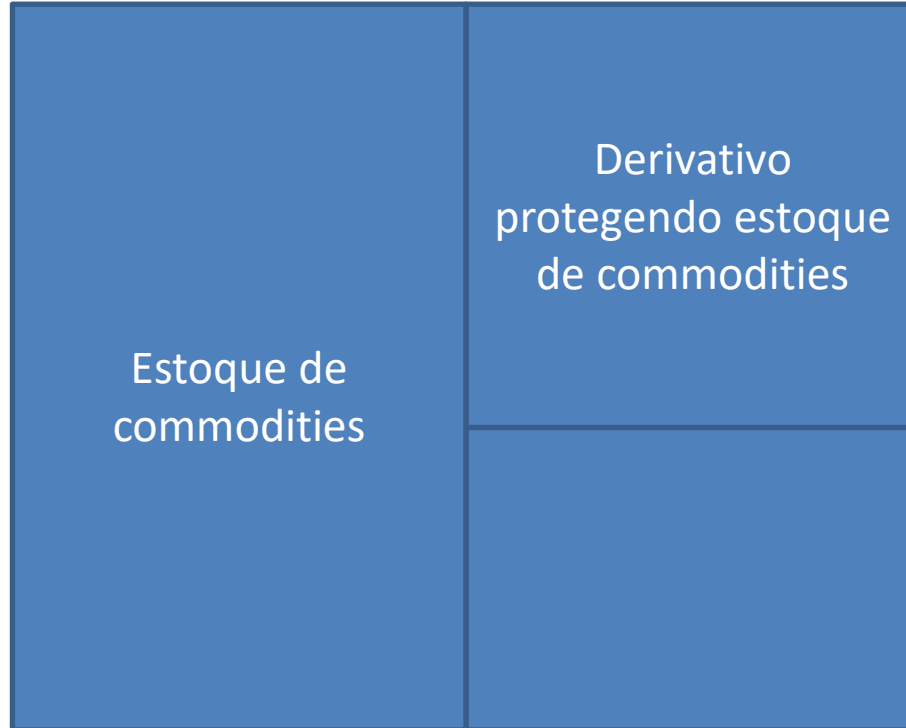 Derivativo
protegendo estoque
de commodities
Estoque de
commodities